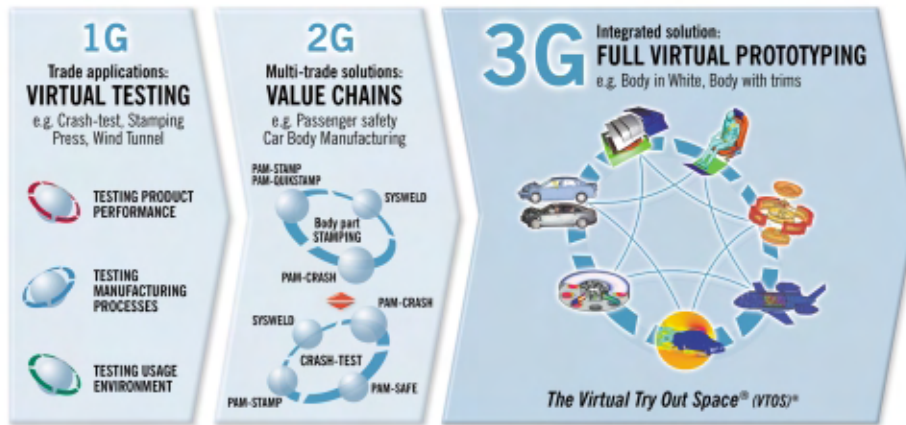 1G
Trade applications:
VIRTUAL TESTING
e.g. Crash-test, Stamping
Press, Wind Tunnel
TESTING PRODUCT
PERFORMANCE
TESTING
MANUFACTURING
PROCESSES
TESTING USAGE
ENVIRONMENT
2G
Multi-trade solutions:
VALUE CHAINS
e.g. Passenger safety
Car Body Manufacturing
PAM-STAMP
PAM-QUIKSTAMP
SYSWELD
Body part
STAMPING
PAM-CRASH
PAM-CRASH
SYSWELD
CRASH-TEST
PAM-SAFE
PAM-STAMP
3G
Integrated solution:
FULL VIRTUAL PROTOTYPING
e.g. Body in White, Body with trims
The Virtual Try Out Space® (VTOS)®